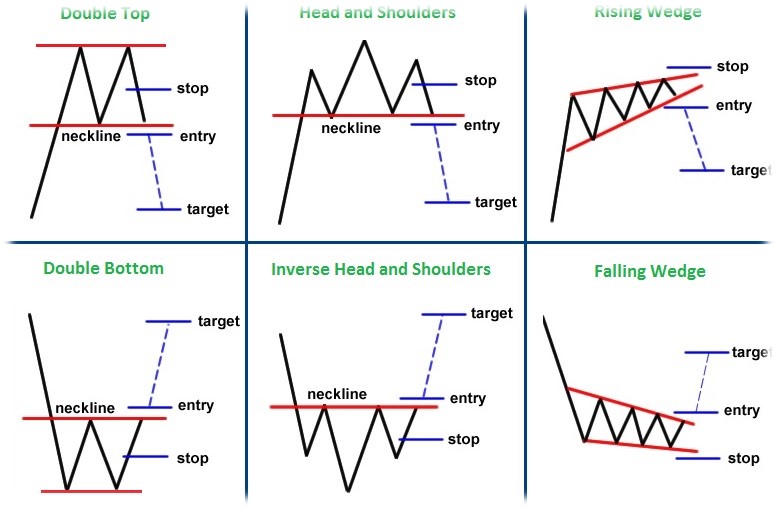 Double Top
stop
neckline
entry
target
Head and Shoulders
stop
neckline
entry
target
Rising Wedge
stop
entry
target
Double Bottom
target
neckline
entry
stop
Inverse Head and Shoulders
target
neckline
entry
stop
Falling Wedge
target
entry
stop